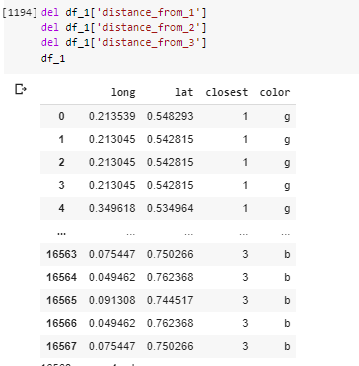 [1194] del df_1['distance_from_1']
del df_1['distance_from_2']
del df_1['distance_from_3']
df_1
long lat closest color
0 0.213539 0.548293 1 g
1 0.213045 0.542815 1 g
2 0.213045 0.542815 1 g
3 0.213045 0.542815 1 g
4 0.349618 0.534964 1 g
... ... ... ... ...
16563 0.075447 0.750266 3 b
16564 0.049462 0.762368 3 b
16565 0.091308 0.744517 3 b
16566 0.049462 0.762368 3 b
16567 0.075447 0.750266 3 b